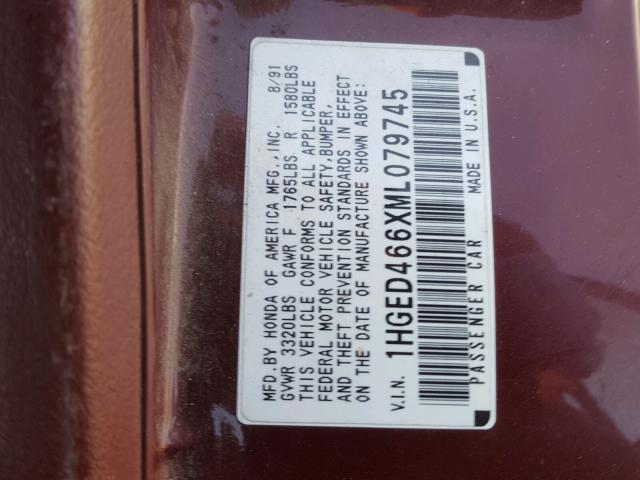 MFD.BY HONDA OF AMERICA MFG.,INC. 8/91
GVWR 3320LBS GAWR F 1765LBS R 1580LBS
THIS VEHICLE CONFORMS TO ALL APPLICABLE
FEDERAL MOTOR VEHICLE SAFETY,BUMPER,
AND THEFT PREVENTION STANDARDS IN EFFECT
ON THE DATE OF MANUFACTURE SHOWN ABOVE:
V.I.N. 1HGED466XML079745
PASSENGER CAR MADE IN U.S.A.